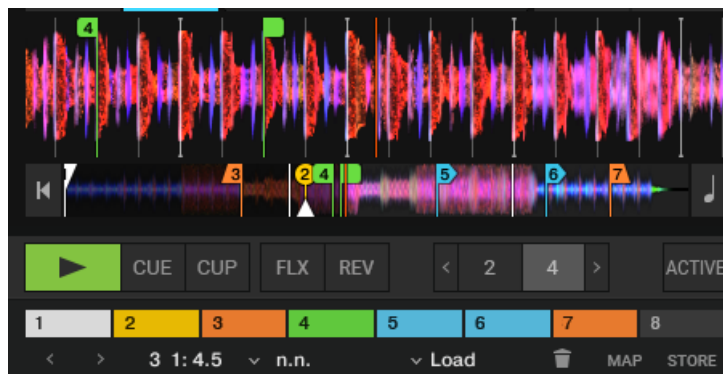 4
3 2 4 5 6 7
CUE CUP FLX REV < 2 4 > ACTIVE
1 2 3 4 5 6 7 8
< > 3 1: 4.5 n.n. Load MAP STORE